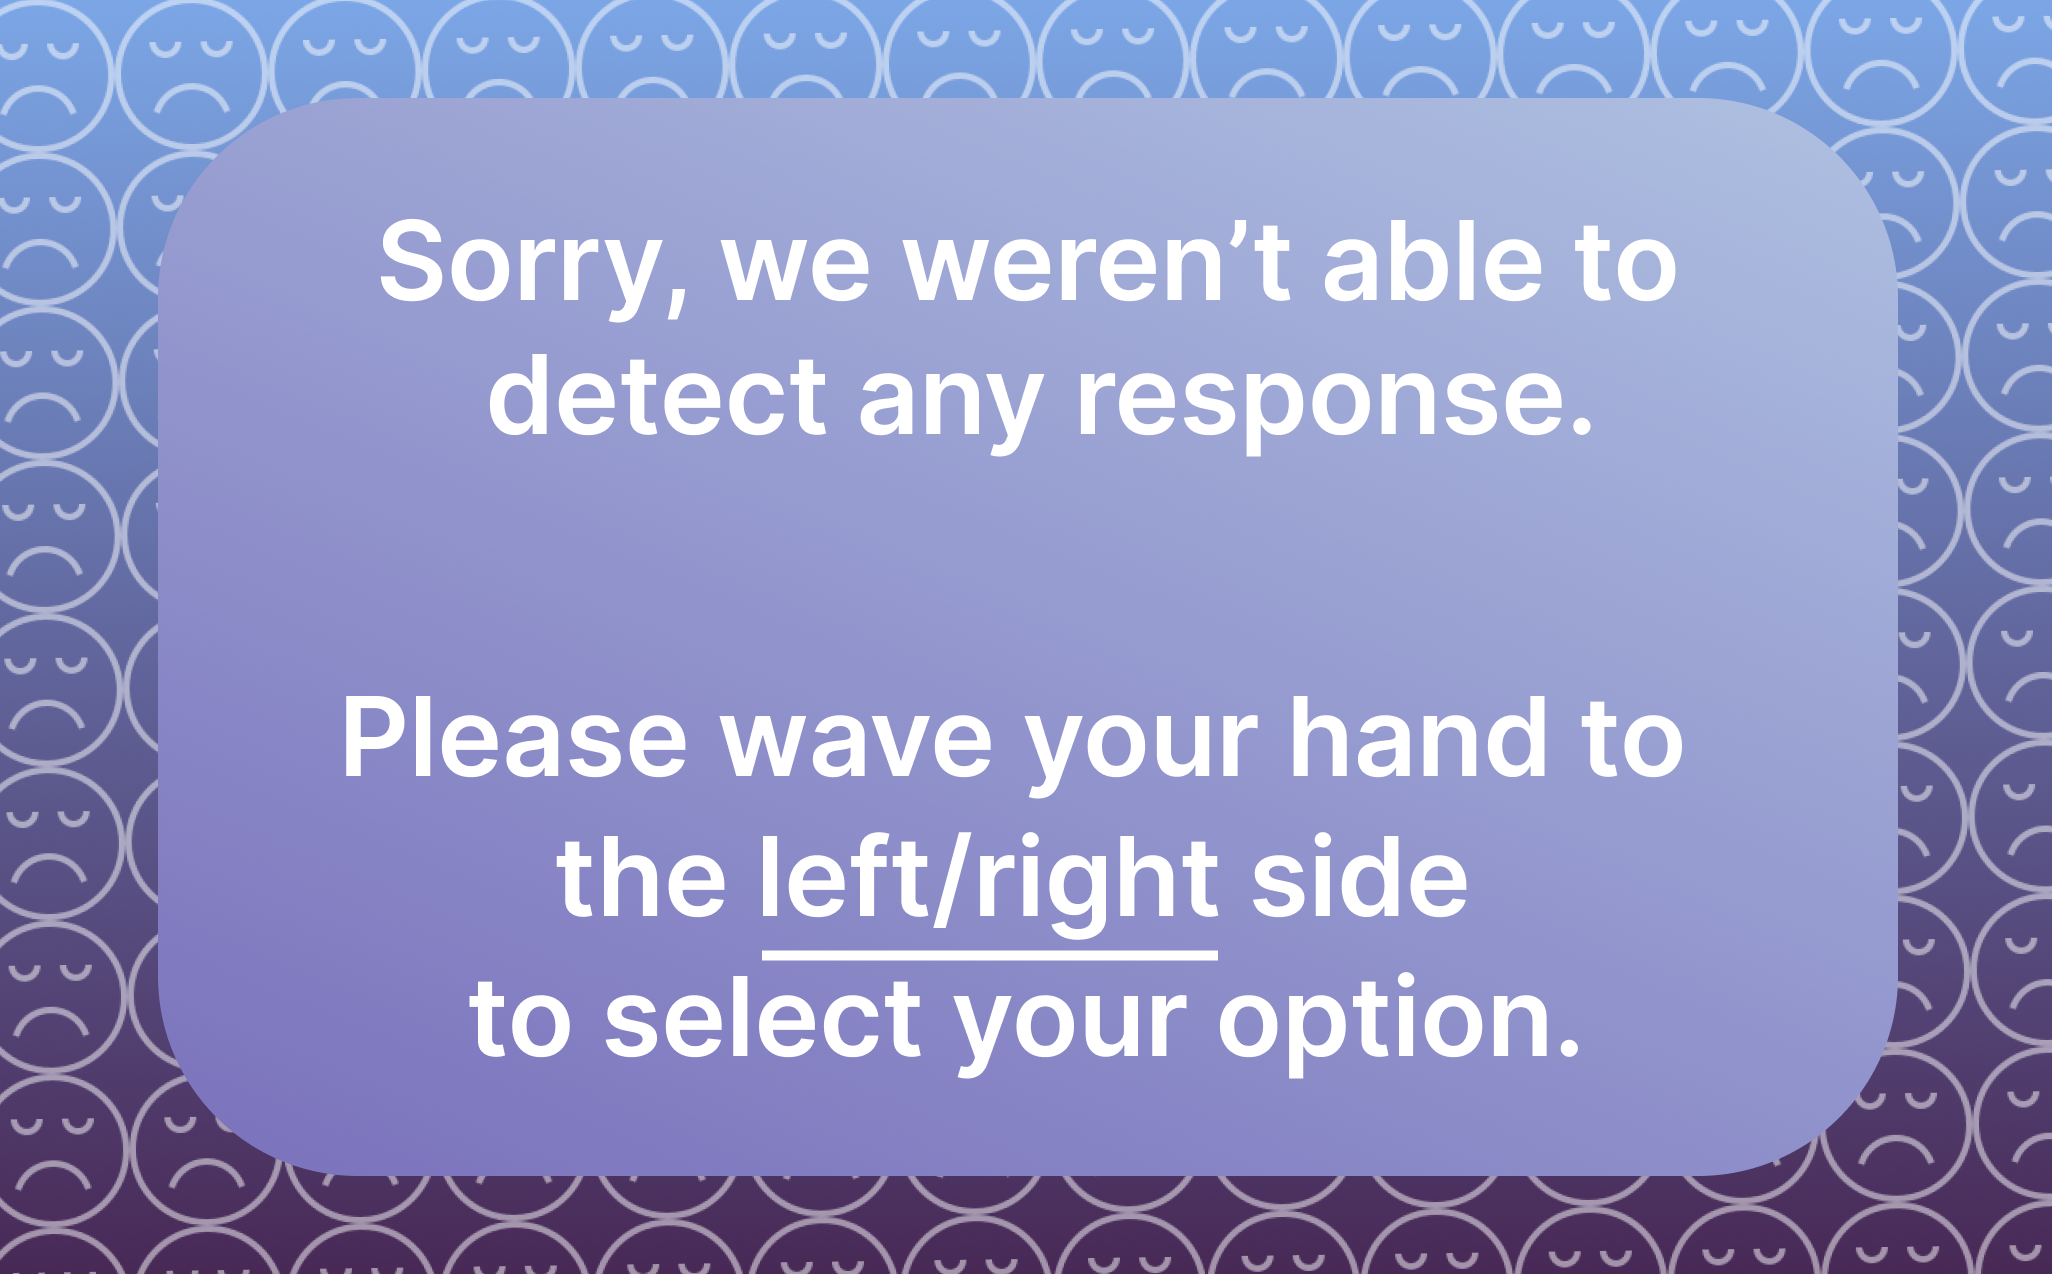 Sorry, we weren’t able to
detect any response.
Please wave your hand to
the left/right side
to select your option.